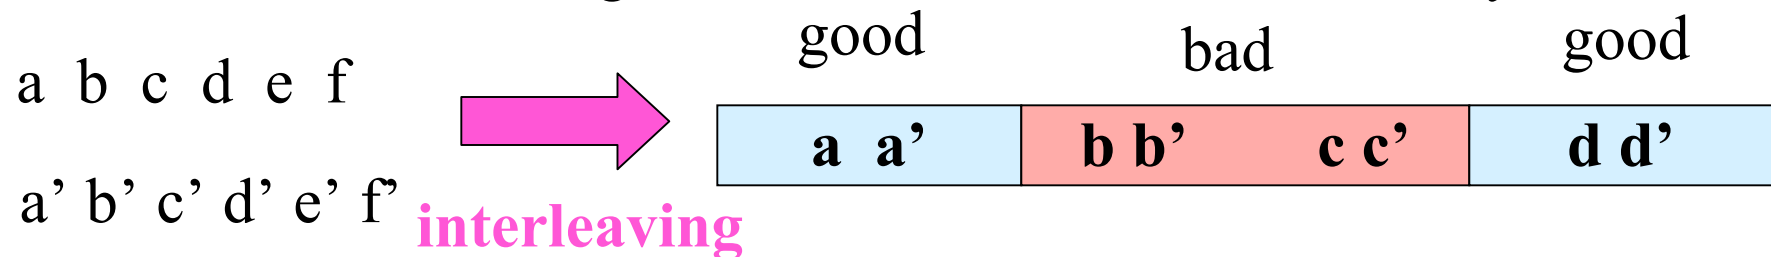 good bad good
a b c d e f
a a’ b b’ c c’ d d’
a’ b’ c’ d’ e’ f’
interleaving